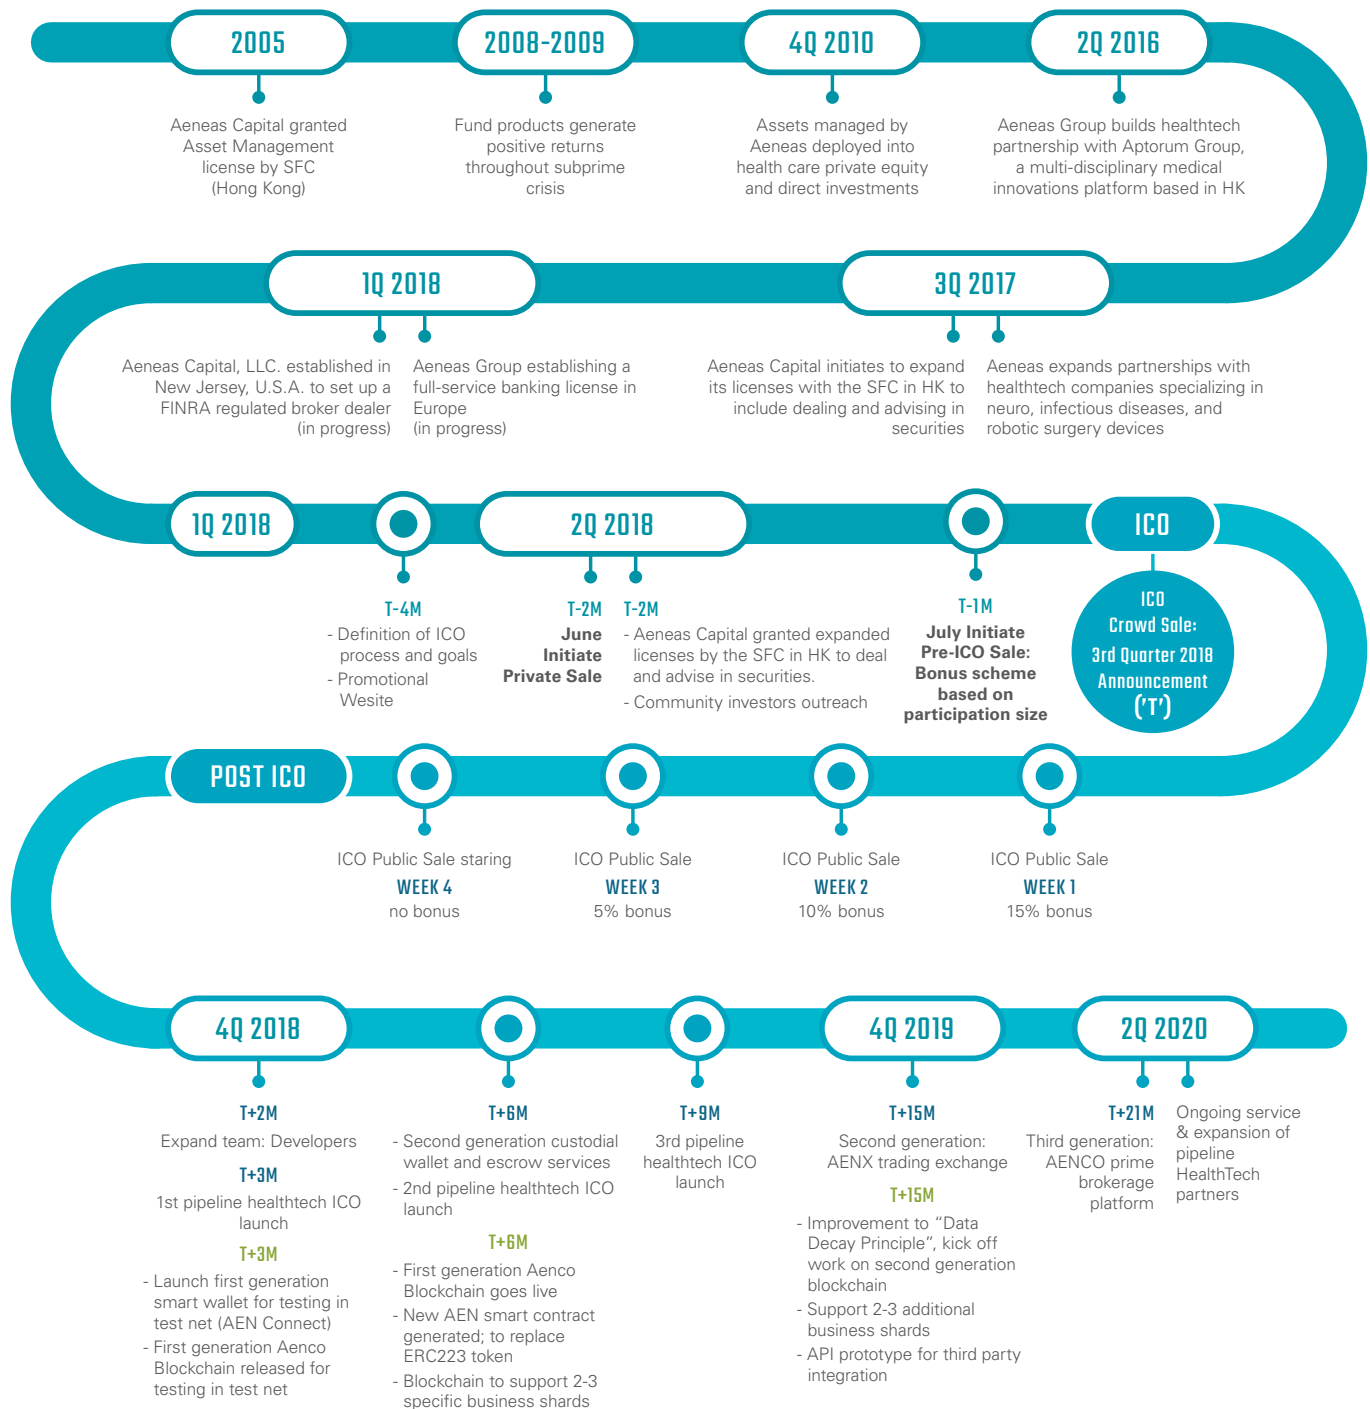 2005
Aeneas Capital granted
Asset Management
license by SFC
(Hong Kong)
2008-2009
Fund products generate
positive returns
throughout subprime
crisis
4Q 2010
Assets managed by
Aeneas deployed into
health care private equity
and direct investments
2Q 2016
Aeneas Group builds healthtech
partnership with Aptorum Group,
a multi-disciplinary medical
innovations platform based in HK
3Q 2017
Aeneas Capital initiates to expand
its licenses with the SFC in HK to
include dealing and advising in
securities
Aeneas expands partnerships with
healthtech companies specializing in
neuro, infectious diseases, and
robotic surgery devices
1Q 2018
Aeneas Capital, LLC. established in
New Jersey, U.S.A. to set up a
FINRA regulated broker dealer
(in progress)
Aeneas Group establishing a
full-service banking license in
Europe
(in progress)
1Q 2018
T-4M
- Definition of ICO
process and goals
- Promotional
Wesite
2Q 2018
T-2M
June
Initiate
Private Sale
T-2M
- Aeneas Capital granted expanded
licenses by the SFC in HK to deal
and advise in securities.
- Community investors outreach
T-1M
July Initiate
Pre-ICO Sale:
Bonus scheme
based on
participation size
ICO
ICO
Crowd Sale:
3rd Quarter 2018
Announcement
('T')
ICO Public Sale
WEEK 1
15% bonus
ICO Public Sale
WEEK 2
10% bonus
ICO Public Sale
WEEK 3
5% bonus
ICO Public Sale staring
WEEK 4
no bonus
POST ICO
4Q 2018
T+2M
Expand team: Developers
T+3M
1st pipeline healthtech ICO
launch
T+3M
- Launch first generation
smart wallet for testing in
test net (AEN Connect)
- First generation Aenco
Blockchain released for
testing in test net
T+6M
- Second generation custodial
wallet and escrow services
- 2nd pipeline healthtech ICO
launch
T+6M
- First generation Aenco
Blockchain goes live
- New AEN smart contract
generated; to replace
ERC223 token
- Blockchain to support 2-3
specific business shards
T+9M
3rd pipeline
healthtech ICO
launch
4Q 2019
T+15M
Second generation:
AENX trading exchange
T+15M
- Improvement to “Data
Decay Principle”, kick off
work on second generation
blockchain
- Support 2-3 additional
business shards
- API prototype for third party
integration
2Q 2020
T+21M
Third generation:
AENCO prime
brokerage
platform
Ongoing service
& expansion of
pipeline
HealthTech
partners